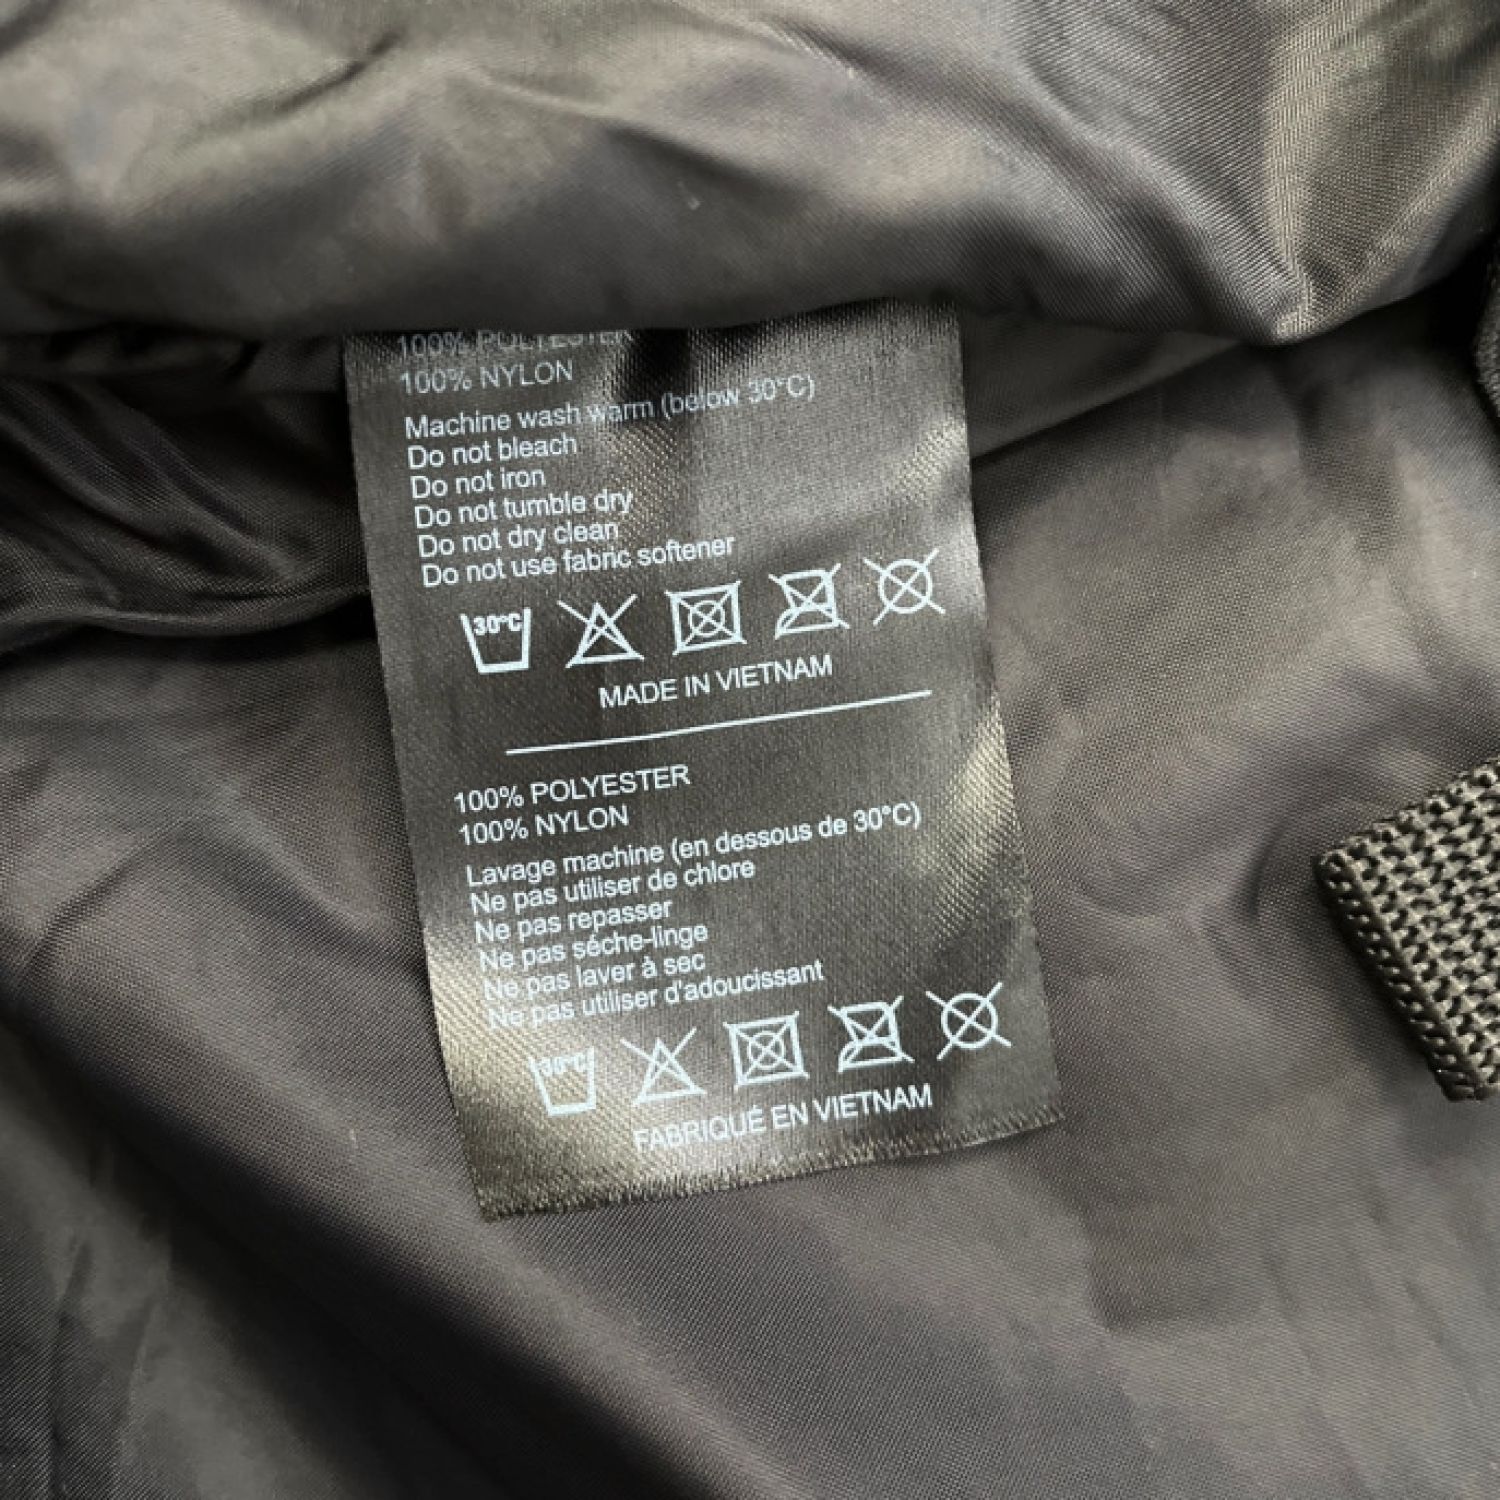 100% POLYESTER
100% NYLON
Machine wash warm (below 30°C)
Do not bleach
Do not iron
Do not tumble dry
Do not dry clean
Do not use fabric softener
30°C
MADE IN VIETNAM
100% POLYESTER
100% NYLON
Lavage machine (en dessous de 30°C)
Ne pas utiliser de chlore
Ne pas repasser
Ne pas séche-linge
Ne pas laver à sec
Ne pas utiliser d'adoucissant
30°C
FABRIQUÉ EN VIETNAM